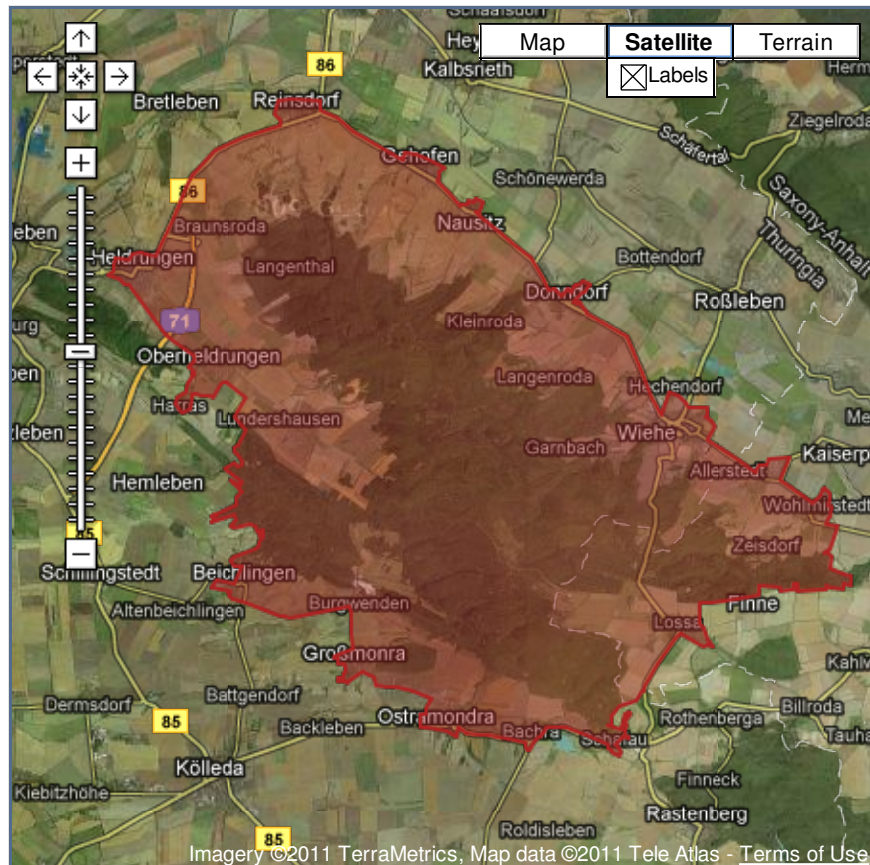 Schaafsdorf
Map
Satellite
Terrain
Labels
86
Kalbsrieth
Bretleben
Reinsdorf
Ziegelroda
Schäfertal
Gehofen
Schönewerda
86
Saxony-Anhalt
Thuringia
Braunsroda
Nausitz
Heldrungen
Langenthal
Bottendorf
Donndorf
Roßleben
71
Kleinroda
Oberheldrungen
Langenroda
Hechendorf
Harras
Lundershausen
Wiehe
Garnbach
Kaiserp
Allerstedt
Hemleben
Wohlmirstedt
85
Zeisdorf
Schillingstedt
Beichlingen
Altenbeichlingen
Burgwenden
Finne
Lossa
Großmonra
Kahlw
Battgendorf
Dermsdorf
Billroda
Ostramondra
Rothenberga
85
Backleben
Bachra
Schafau
Tauha
Kölleda
Finneck
Kiebitzhöhe
Rastenberg
Roldisleben
85
Imagery ©2011 TerraMetrics, Map data ©2011 Tele Atlas - Terms of Use